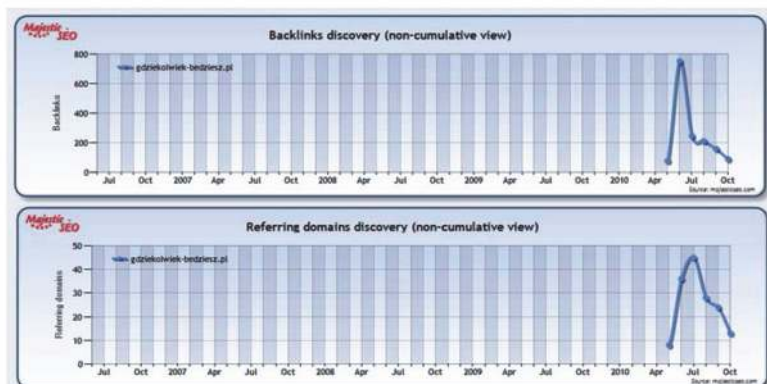 Majestic SEO
Backlinks discovery (non-cumulative view)
800
gdziekolwiek-bedziesz.pl
600
Backlinks
400
200
0
Jul Oct 2007 Apr Jul Oct 2008 Apr Jul Oct 2009 Apr Jul Oct 2010 Apr Jul Oct
Source: majesticseo.com
Majestic SEO
Referring domains discovery (non-cumulative view)
50
gdziekolwiek-bedziesz.pl
40
Referring domains
30
20
10
0
Jul Oct 2007 Apr Jul Oct 2008 Apr Jul Oct 2009 Apr Jul Oct 2010 Apr Jul Oct
Source: majesticseo.com